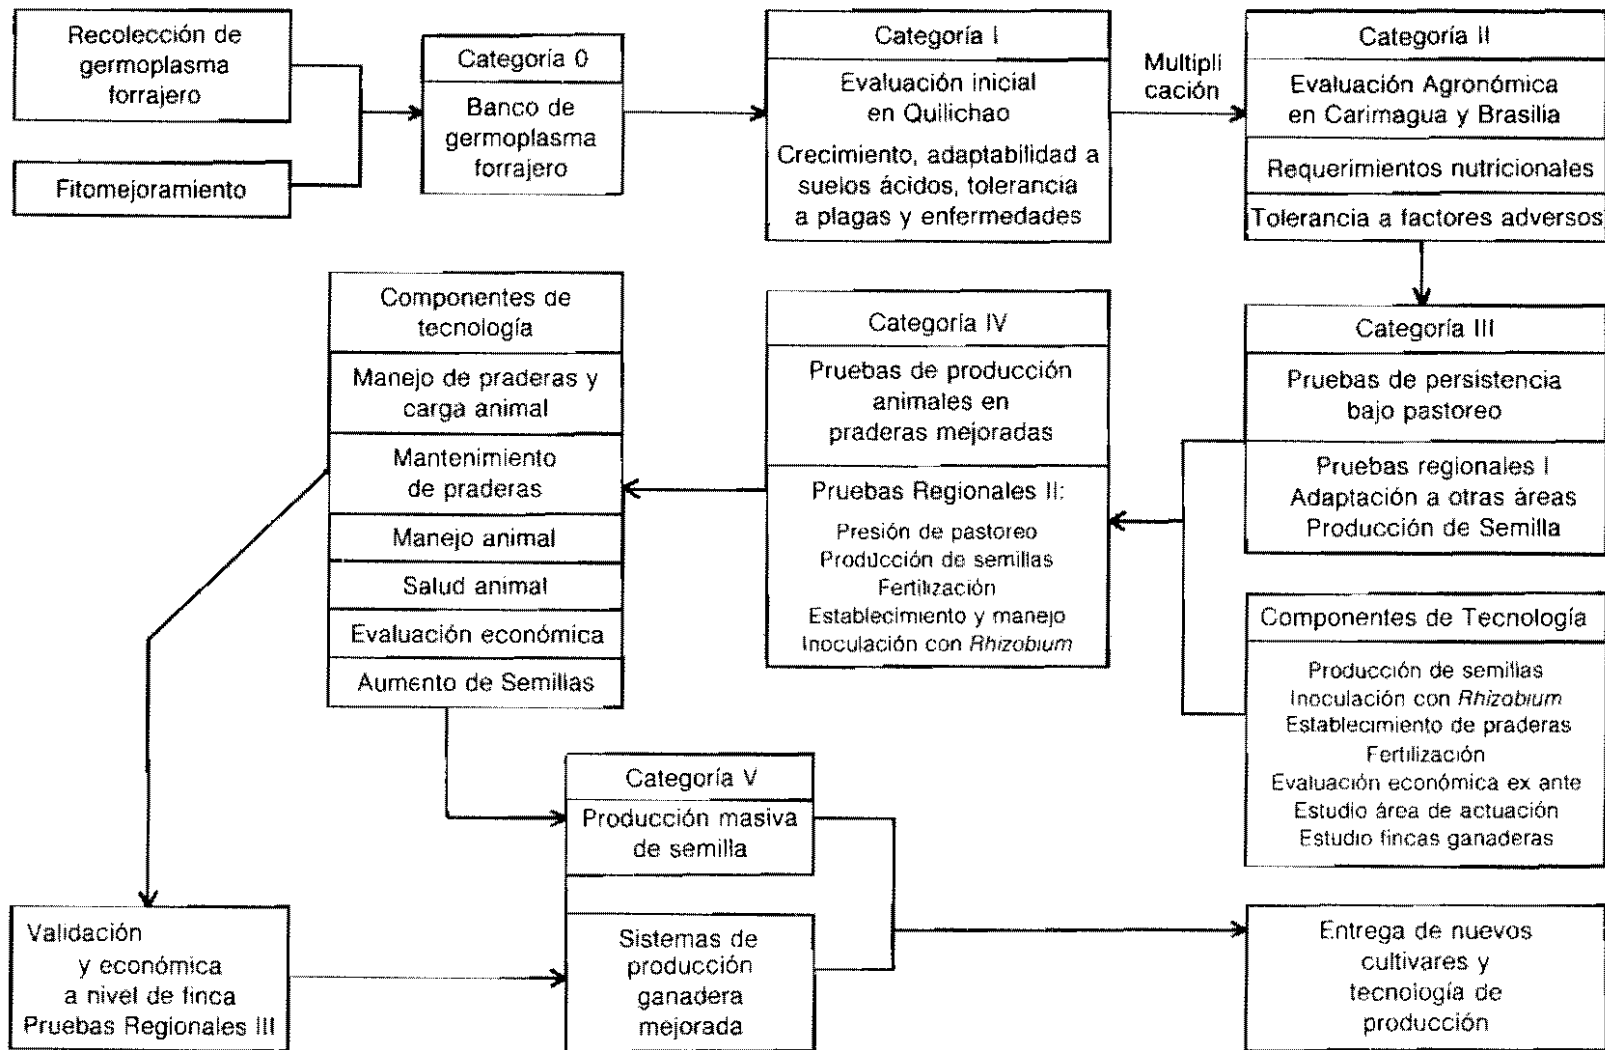 Recolección de
germoplasma
forrajero
Fitomejoramiento
Categoría 0
Banco de
germoplasma
forrajero
Categoría I
Evaluación inicial
en Quilichao
Crecimiento, adaptabilidad a
suelos ácidos, tolerancia
a plagas y enfermedades
Multipli
cación
Categoría II
Evaluación Agronómica
en Carimagua y Brasilia
Requerimientos nutricionales
Tolerancia a factores adversos
Categoría III
Pruebas de persistencia
bajo pastoreo
Pruebas regionales I
Adaptación a otras áreas
Producción de Semilla
Componentes de Tecnología
Producción de semillas
Inoculación con Rhizobium
Establecimiento de praderas
Fertilización
Evaluación económica ex ante
Estudio área de actuación
Estudio fincas ganaderas
Categoría IV
Pruebas de producción
animales en
praderas mejoradas
Pruebas Regionales II:
Presión de pastoreo
Producción de semillas
Fertilización
Establecimiento y manejo
Inoculación con Rhizobium
Componentes de
tecnología
Manejo de praderas y
carga animal
Mantenimiento
de praderas
Manejo animal
Salud animal
Evaluación económica
Aumento de Semillas
Categoría V
Producción masiva
de semilla
Validación
y económica
a nivel de finca
Pruebas Regionales III
Sistemas de
producción
ganadera
mejorada
Entrega de nuevos
cultivares y
tecnología de
producción